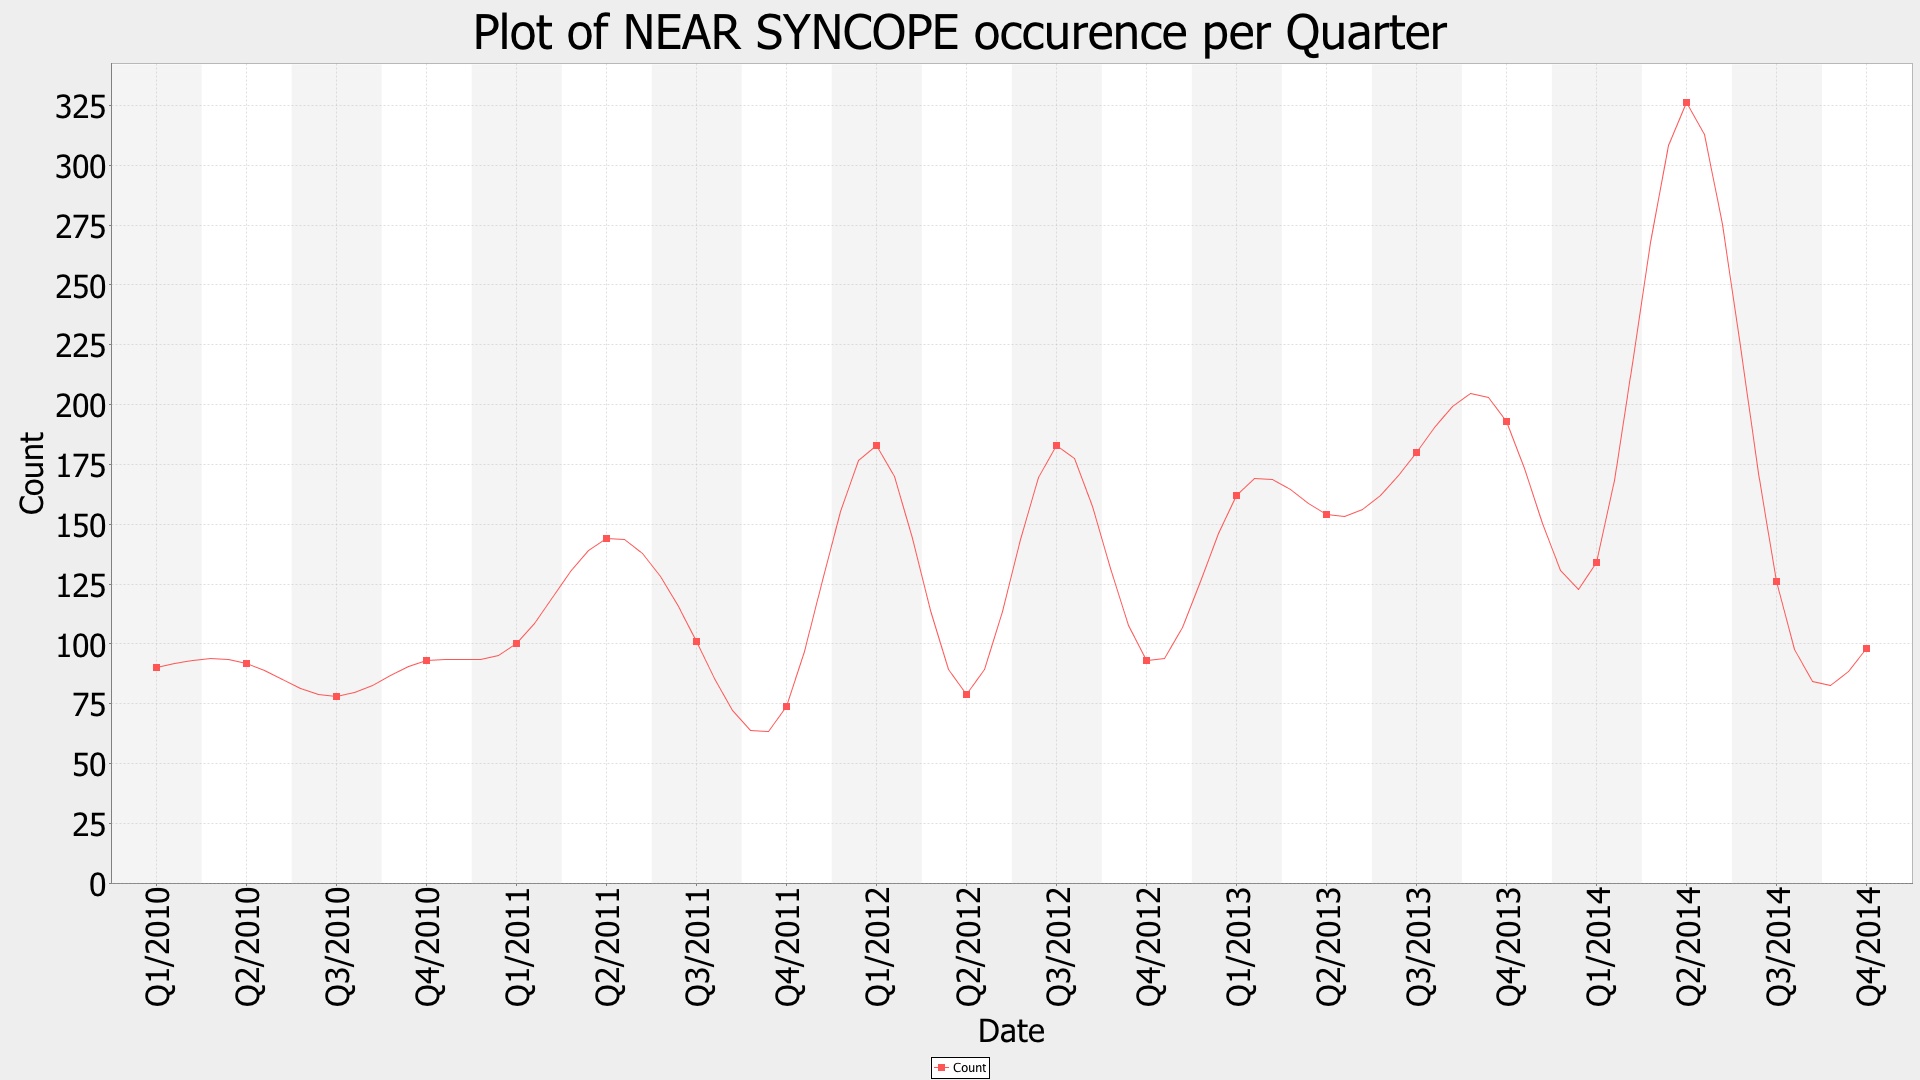 Plot of NEAR SYNCOPE occurence per Quarter
325
300
275
250
225
200
175
150
125
100
75
50
25
0
Count
Q1/2010
Q2/2010
Q3/2010
Q4/2010
Q1/2011
Q2/2011
Q3/2011
Q4/2011
Q1/2012
Q2/2012
Q3/2012
Q4/2012
Q1/2013
Q2/2013
Q3/2013
Q4/2013
Q1/2014
Q2/2014
Q3/2014
Q4/2014
Date
Count